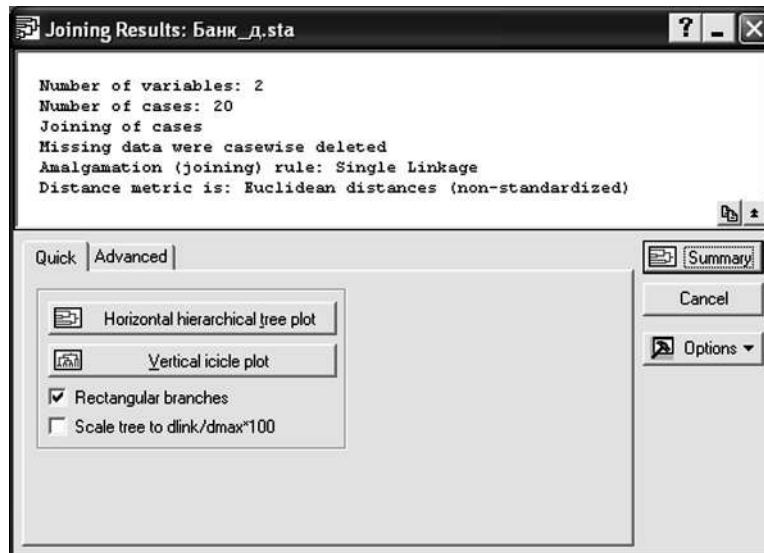 Joining Results: Банк_д.sta
Number of variables: 2
Number of cases: 20
Joining of cases
Missing data were casewise deleted
Amalgamation (joining) rule: Single Linkage
Distance metric is: Euclidean distances (non-standardized)
Quick
Advanced
Summary
Horizontal hierarchical tree plot
Cancel
Vertical icicle plot
Options
Rectangular branches
Scale tree to dlink/dmax*100